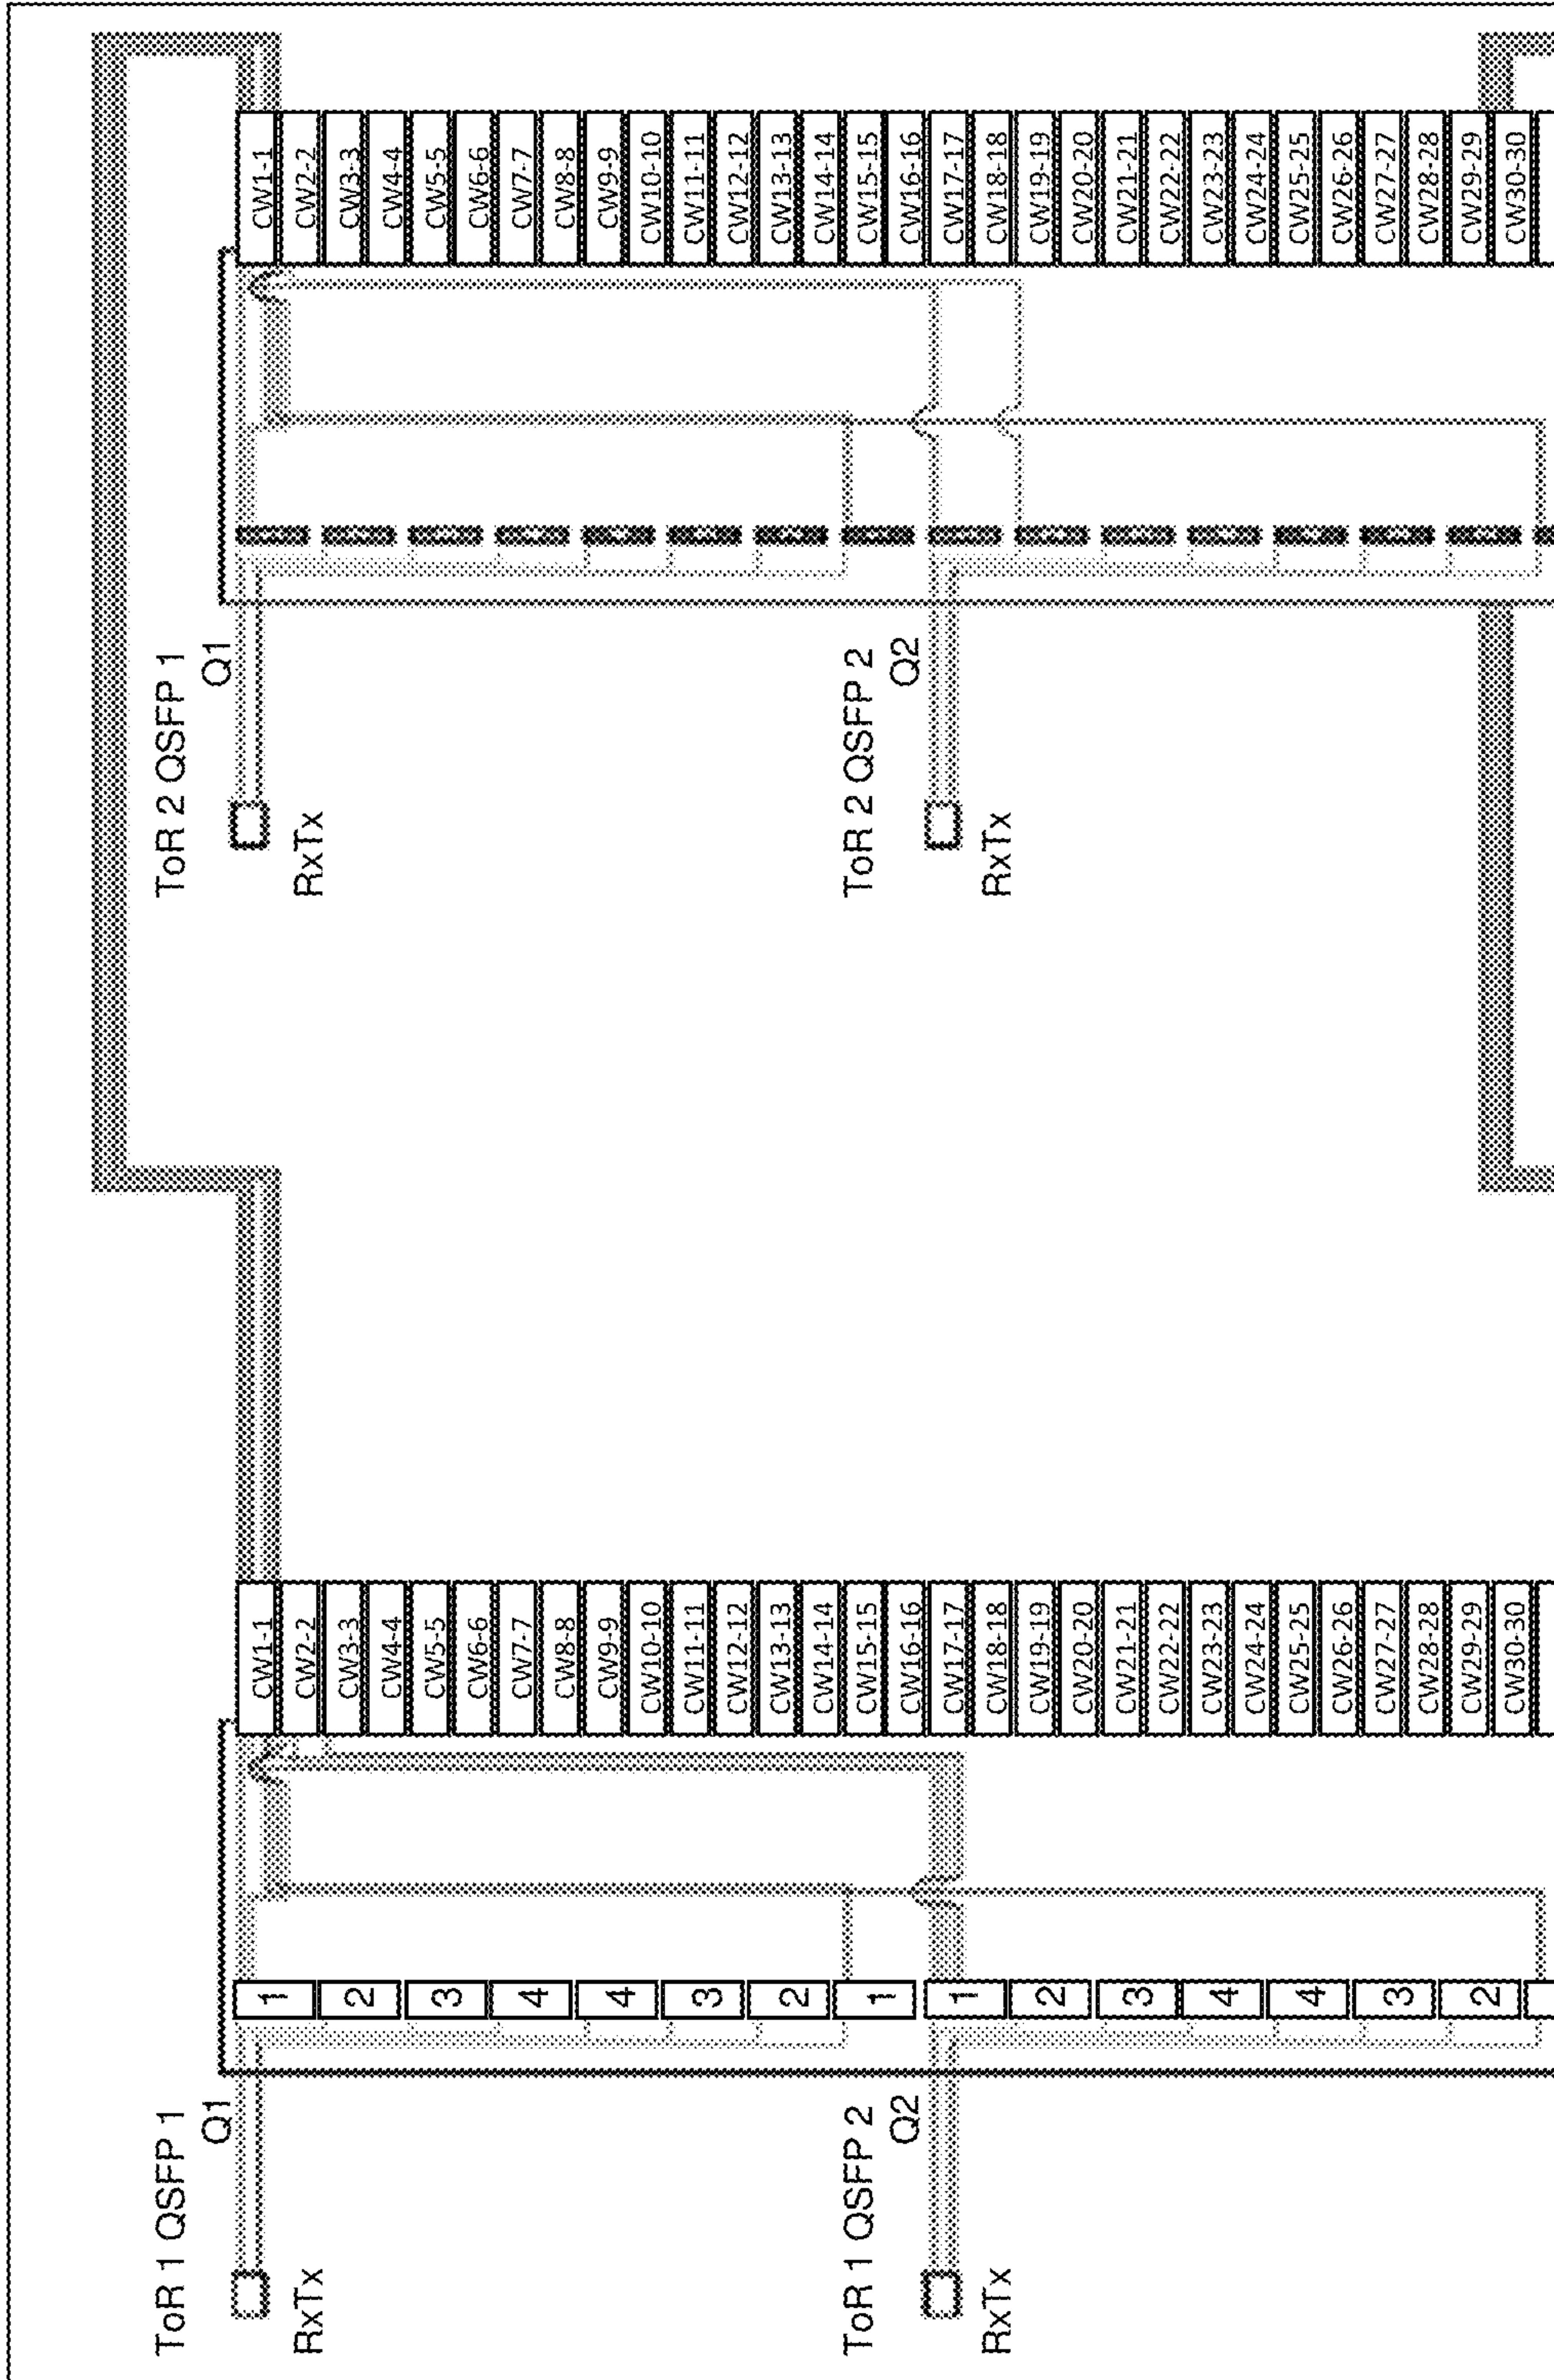 ToR 1 QSFP 1
Q1
RxTx
1
2
3
4
4
3
2
1
ToR 1 QSFP 2
Q2
RxTx
1
2
3
4
4
3
2
CW1-1
CW2-2
CW3-3
CW4-4
CW5-5
CW6-6
CW7-7
CW8-8
CW9-9
CW10-10
CW11-11
CW12-12
CW13-13
CW14-14
CW15-15
CW16-16
CW17-17
CW18-18
CW19-19
CW20-20
CW21-21
CW22-22
CW23-23
CW24-24
CW25-25
CW26-26
CW27-27
CW28-28
CW29-29
CW30-30
ToR 2 QSFP 1
Q1
RxTx
ToR 2 QSFP 2
Q2
RxTx
CW1-1
CW2-2
CW3-3
CW4-4
CW5-5
CW6-6
CW7-7
CW8-8
CW9-9
CW10-10
CW11-11
CW12-12
CW13-13
CW14-14
CW15-15
CW16-16
CW17-17
CW18-18
CW19-19
CW20-20
CW21-21
CW22-22
CW23-23
CW24-24
CW25-25
CW26-26
CW27-27
CW28-28
CW29-29
CW30-30